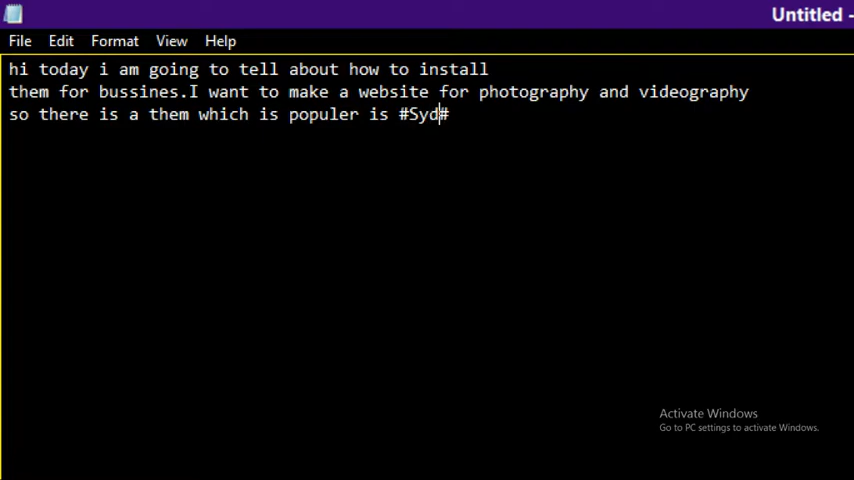 Untitled -
File Edit Format View Help
hi today i am going to tell about how to install
them for bussines.I want to make a website for photography and videography
so there is a them which is populer is #Syd#
Activate Windows
Go to PC settings to activate Windows.